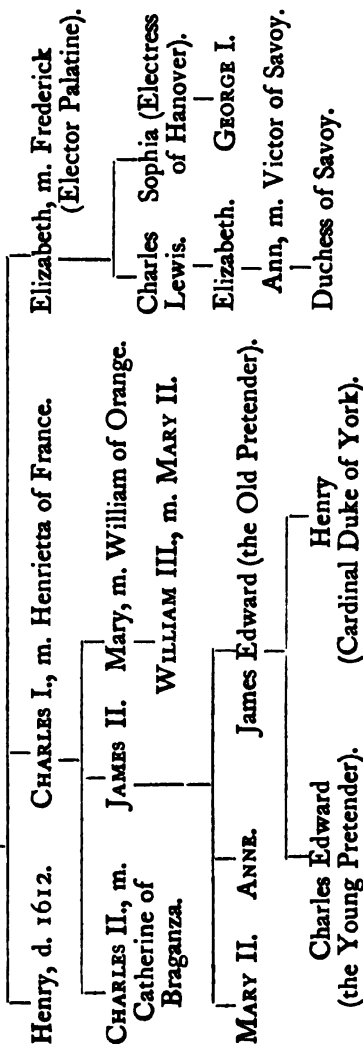 Henry, d. 1612.
CHARLES I., m. Henrietta of France.
Elizabeth, m. Frederick
(Elector Palatine).
CHARLES II., m.
Catherine of
Braganza.
JAMES II.
Mary, m. William of Orange.
WILLIAM III., m. MARY II.
Charles
Lewis.
Sophia (Electress
of Hanover).
Elizabeth.
GEORGE I.
Ann, m. Victor of Savoy.
Duchess of Savoy.
MARY II.
ANNE.
James Edward (the Old Pretender).
Charles Edward
(the Young Pretender).
Henry
(Cardinal Duke of York).